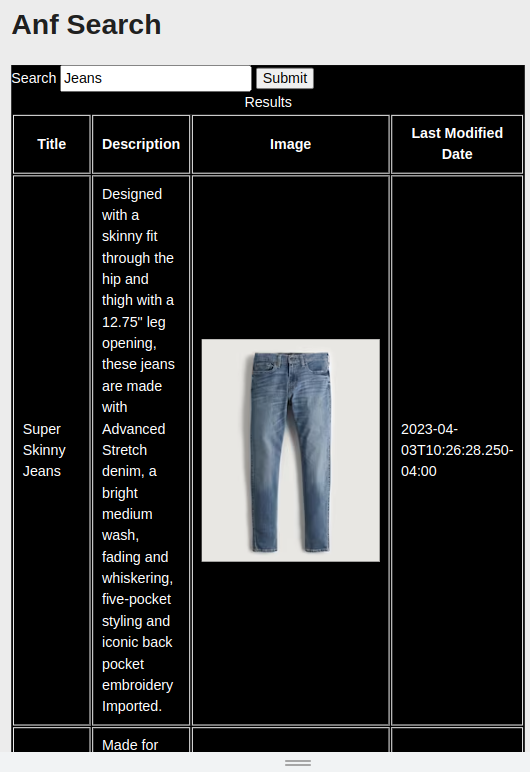 Anf Search
Search Jeans Submit
Results
Title Description Image Last Modified
Date
Designed
with a
skinny fit
through the
hip and
thigh with a
12.75" leg
opening,
these jeans
are made
with
Super Advanced 2023-04-
Skinny Stretch 03T10:26:28.250-
Jeans denim, a 04:00
bright
medium
wash,
fading and
whiskering,
five-pocket
styling and
iconic back
pocket
embroidery
Imported.
Made for